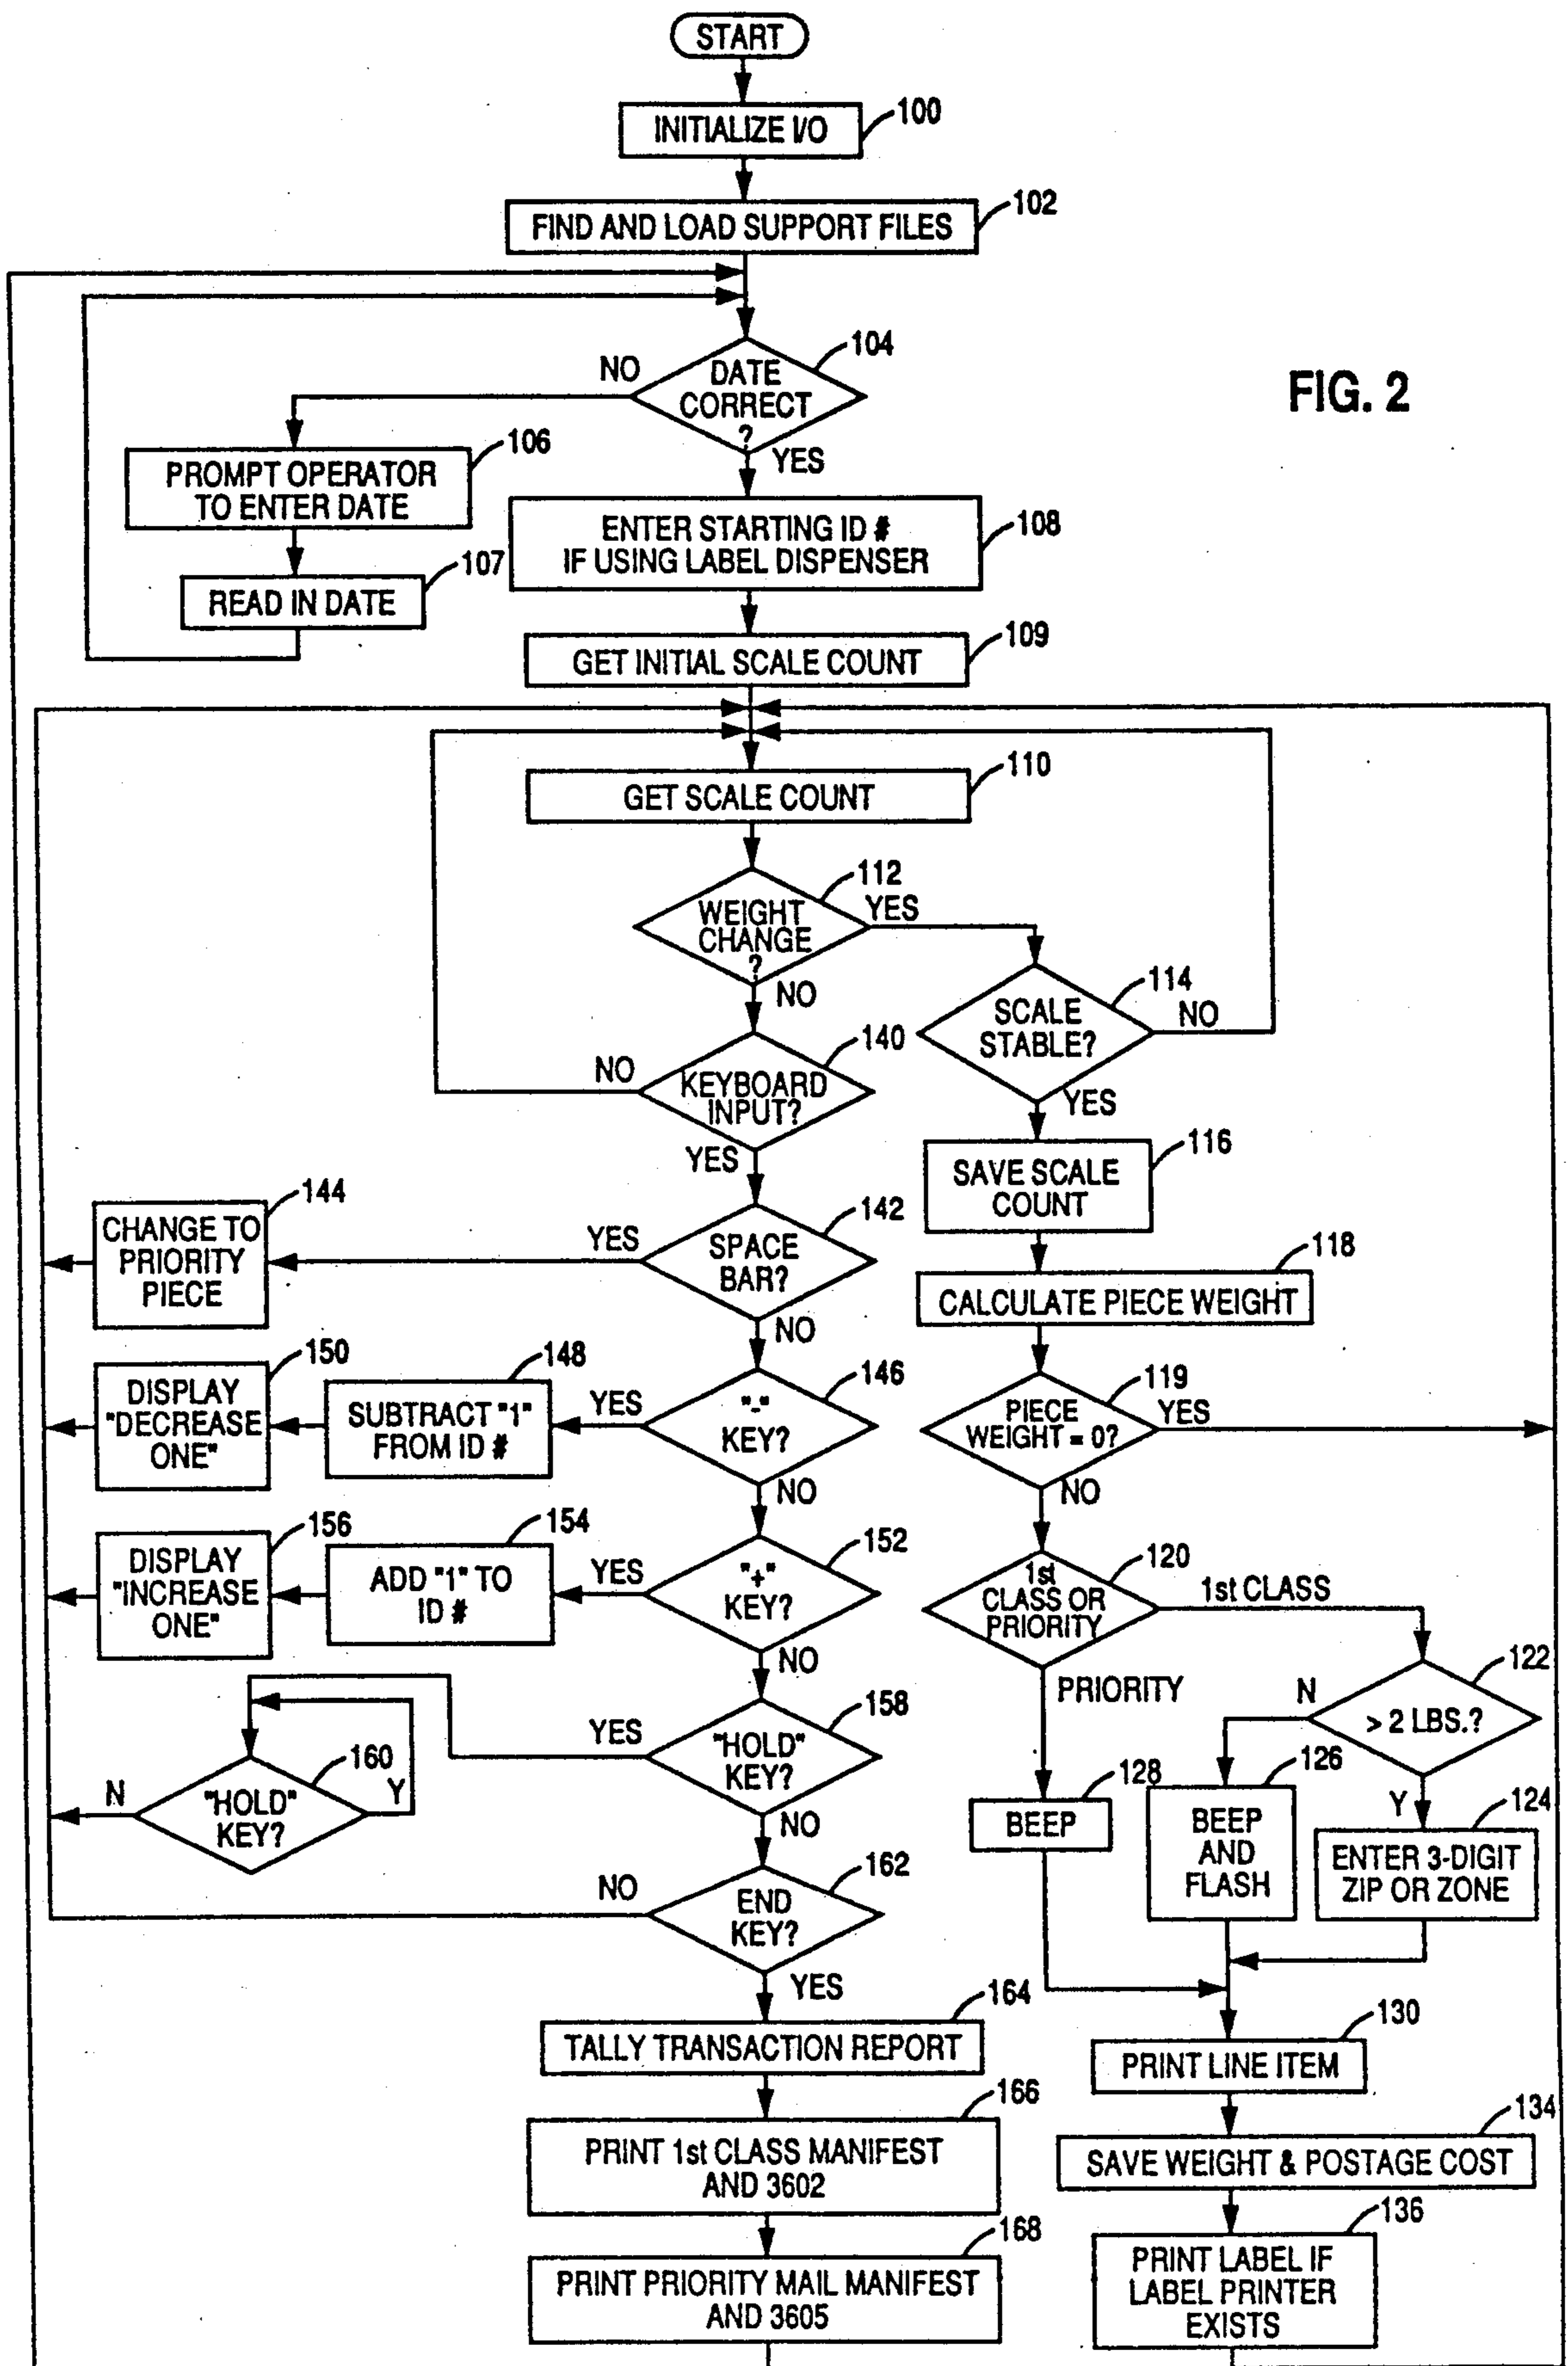 START
INITIALIZE I/O
100
FIND AND LOAD SUPPORT FILES
102
FIG. 2
DATE
CORRECT
?
104
NO
YES
PROMPT OPERATOR
TO ENTER DATE
106
READ IN DATE
107
ENTER STARTING ID #
IF USING LABEL DISPENSER
108
GET INITIAL SCALE COUNT
109
GET SCALE COUNT
110
WEIGHT
CHANGE
?
112
YES
NO
SCALE
STABLE?
114
NO
YES
KEYBOARD
INPUT?
140
NO
YES
SAVE SCALE
COUNT
116
CHANGE TO
PRIORITY
PIECE
144
SPACE
BAR?
142
YES
NO
CALCULATE PIECE WEIGHT
118
DISPLAY
"DECREASE
ONE"
150
SUBTRACT "1"
FROM ID #
148
"-"
KEY?
146
YES
NO
PIECE
WEIGHT = 0?
119
YES
NO
DISPLAY
"INCREASE
ONE"
156
ADD "1" TO
ID #
154
"+"
KEY?
152
YES
NO
1st
CLASS OR
PRIORITY
120
1st CLASS
PRIORITY
> 2 LBS.?
122
N
Y
"HOLD"
KEY?
158
YES
NO
"HOLD"
KEY?
160
N
Y
BEEP
128
BEEP
AND
FLASH
126
ENTER 3-DIGIT
ZIP OR ZONE
124
END
KEY?
162
NO
YES
TALLY TRANSACTION REPORT
164
PRINT LINE ITEM
130
PRINT 1st CLASS MANIFEST
AND 3602
166
SAVE WEIGHT & POSTAGE COST
134
PRINT PRIORITY MAIL MANIFEST
AND 3605
168
PRINT LABEL IF
LABEL PRINTER
EXISTS
136